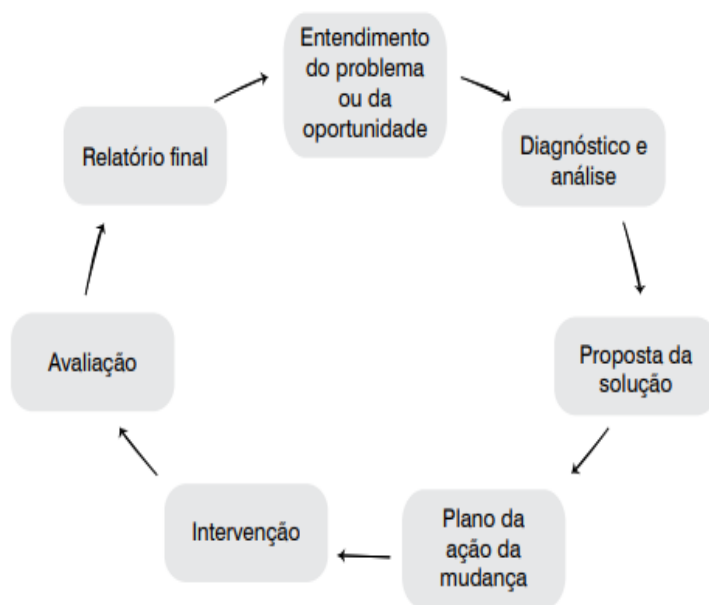 Entendimento
do problema
ou da
oportunidade
Diagnóstico e
análise
Proposta da
solução
Plano da
ação da
mudança
Intervenção
Avaliação
Relatório final